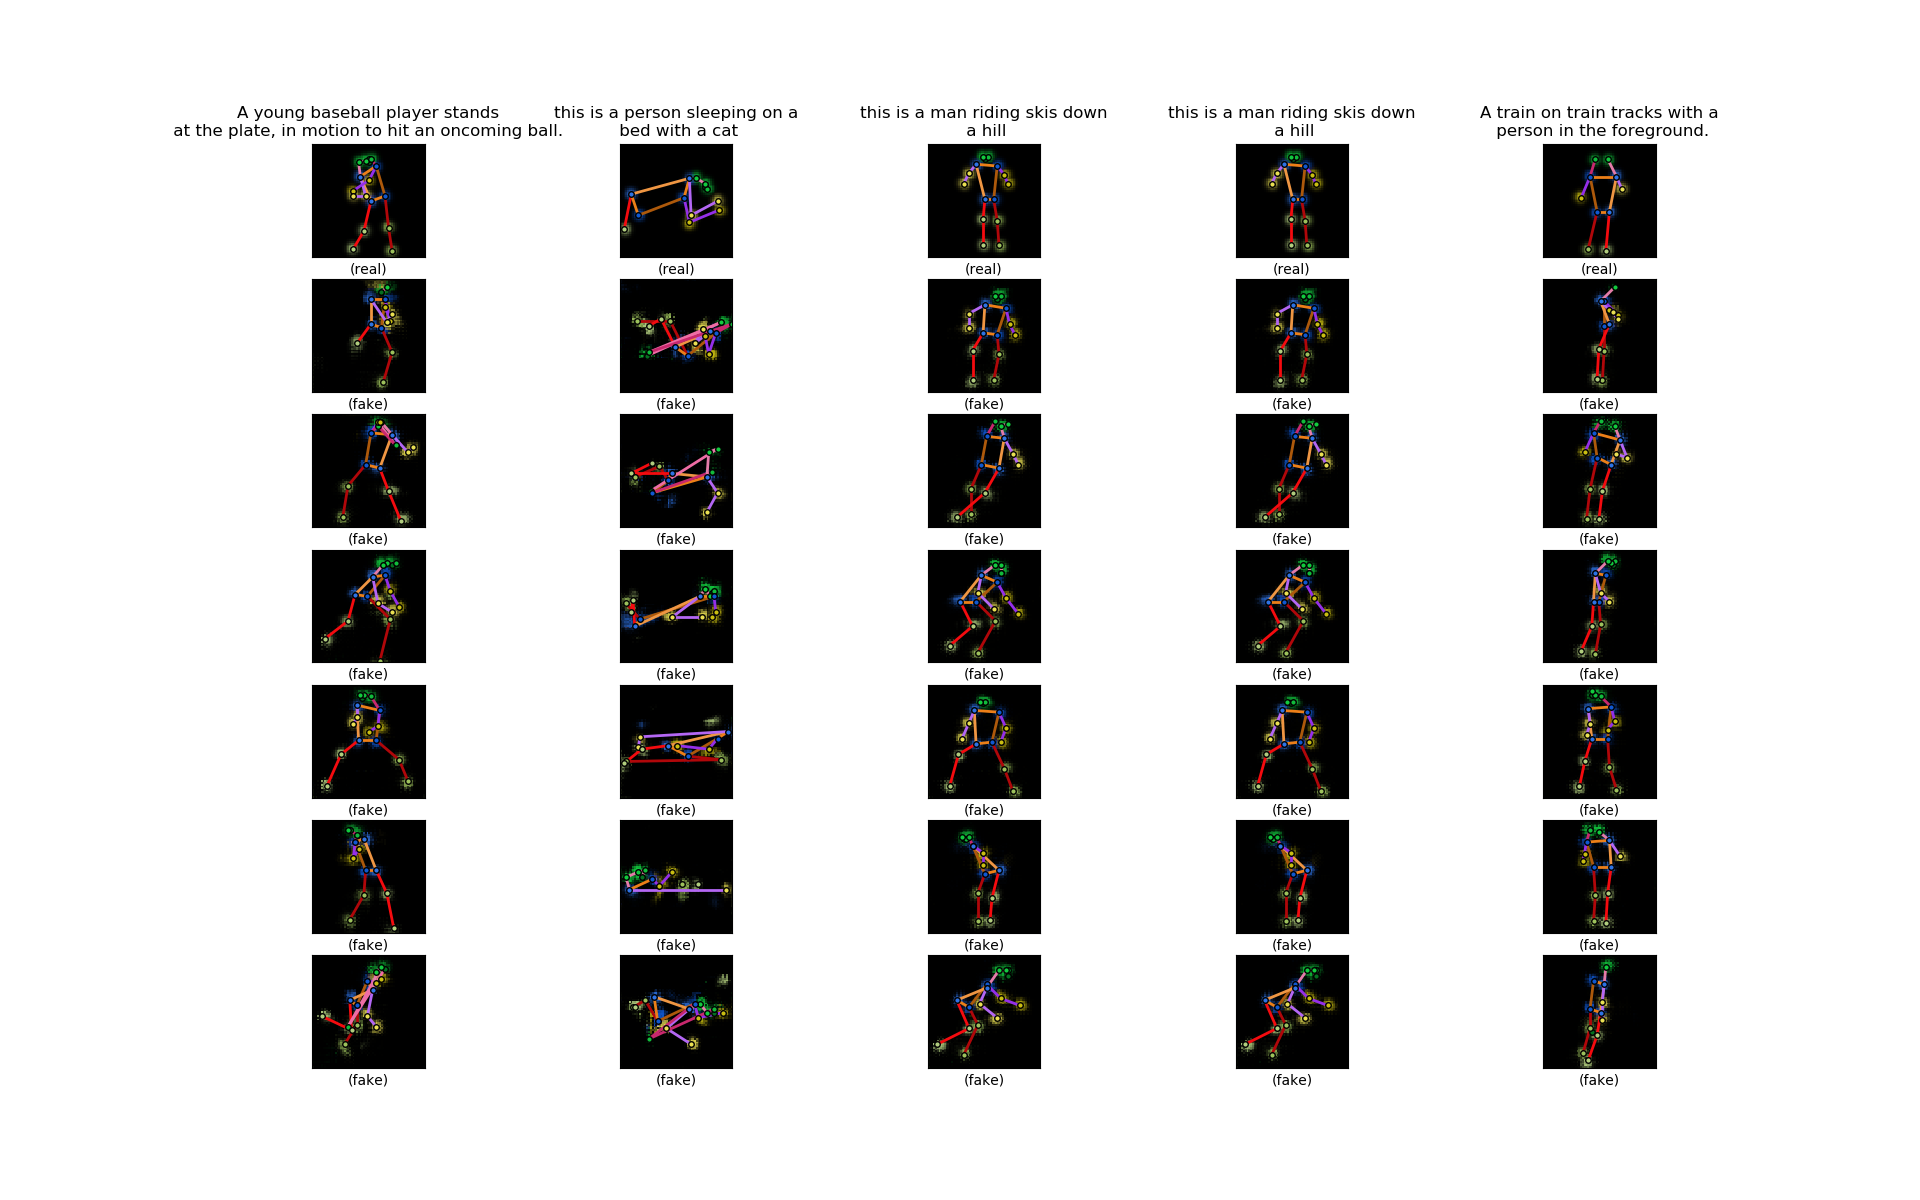 A young baseball player stands
at the plate, in motion to hit an oncoming ball.
this is a person sleeping on a
bed with a cat
this is a man riding skis down
a hill
this is a man riding skis down
a hill
A train on train tracks with a
person in the foreground.
(real) (real) (real) (real) (real)
(fake) (fake) (fake) (fake) (fake)
(fake) (fake) (fake) (fake) (fake)
(fake) (fake) (fake) (fake) (fake)
(fake) (fake) (fake) (fake) (fake)
(fake) (fake) (fake) (fake) (fake)
(fake) (fake) (fake) (fake) (fake)